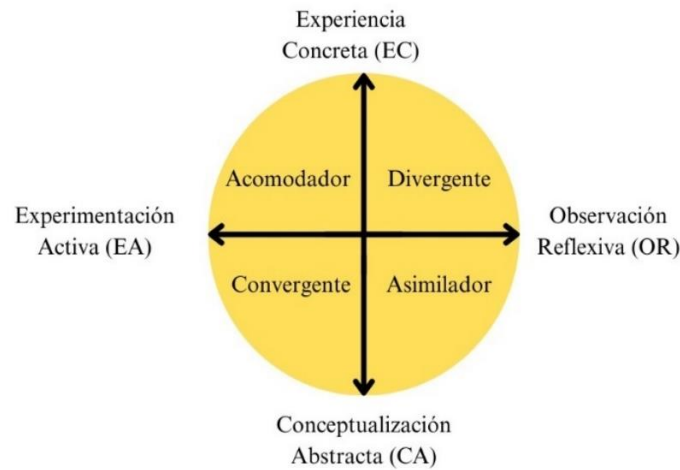 Experiencia
Concreta (EC)
Acomodador
Divergente
Experimentación
Activa (EA)
Observación
Reflexiva (OR)
Convergente
Asimilador
Conceptualización
Abstracta (CA)